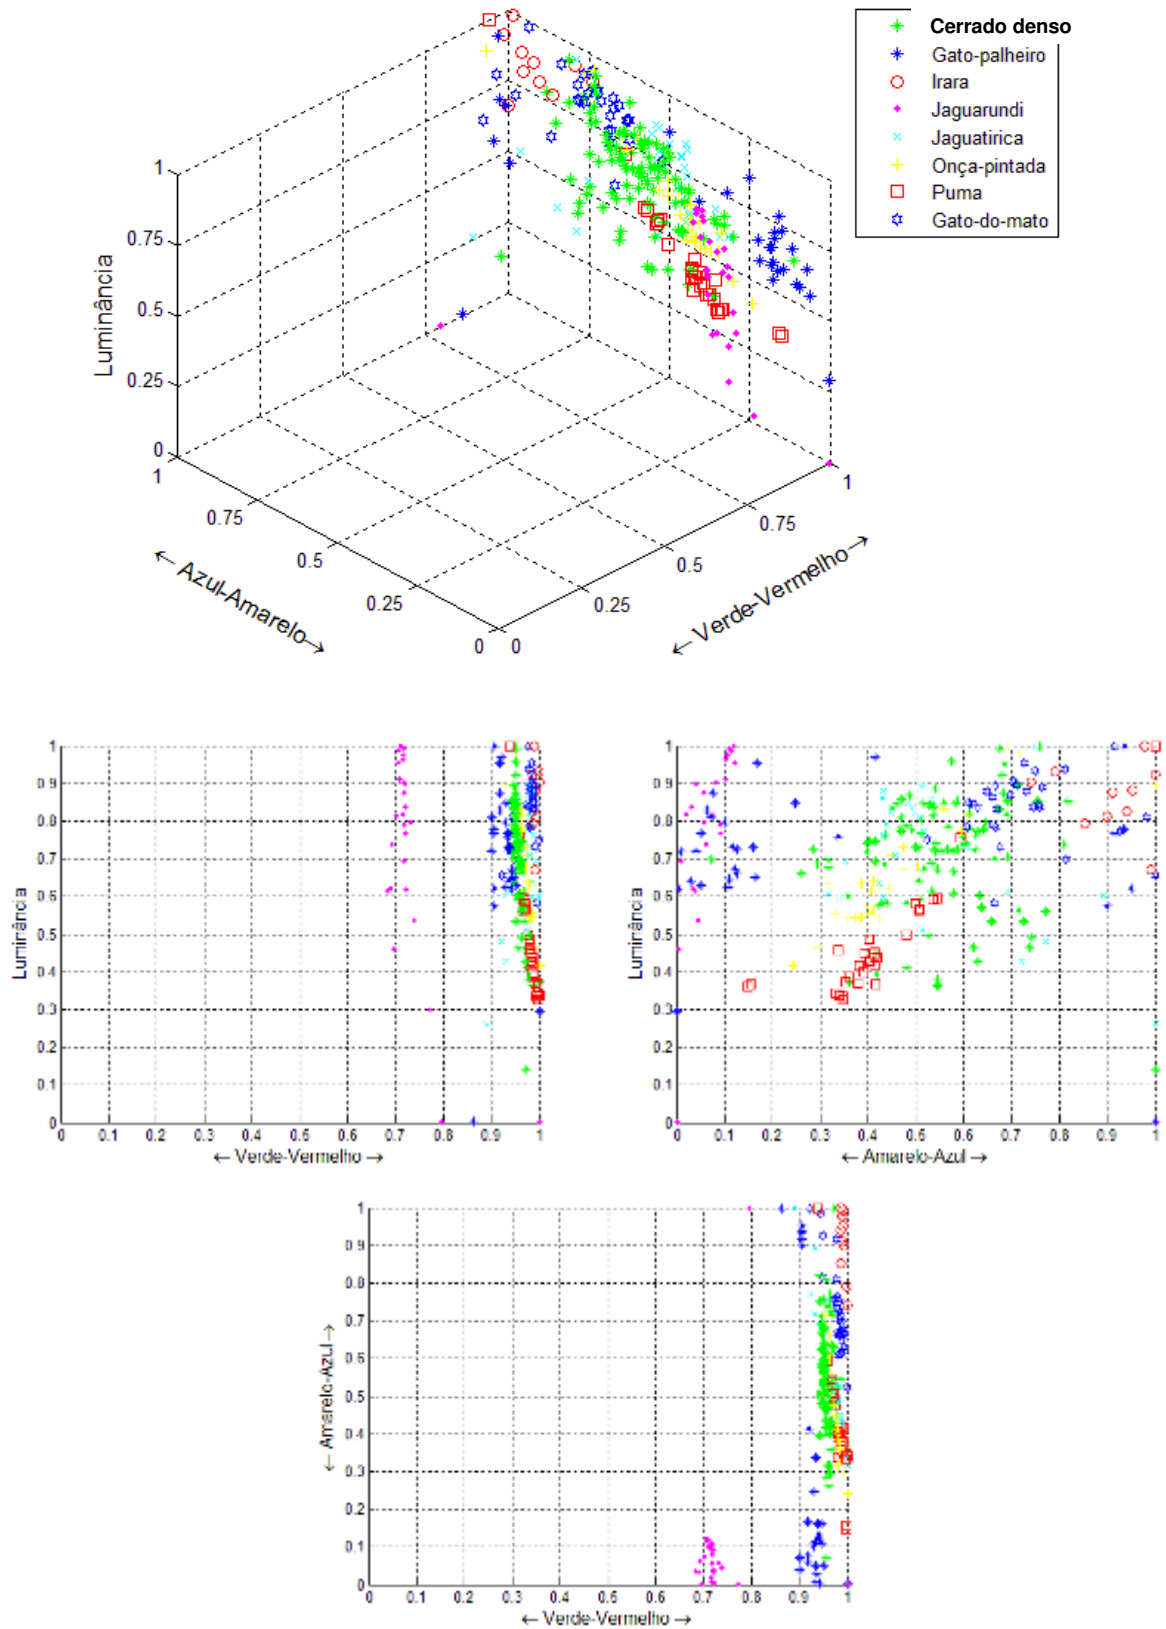 Cerrado denso
Gato-palheiro
Irara
Jaguarundi
Jaguatirica
Onça-pintada
Puma
Gato-do-mato
Luminância
1
0.75
0.5
0.25
0
1
0.75
0.5
0.25
0
← Azul-Amarelo →
0
0.25
0.5
0.75
1
← Verde-Vermelho →
Luminância
1
0.9
0.8
0.7
0.6
0.5
0.4
0.3
0.2
0.1
0
0 0.1 0.2 0.3 0.4 0.5 0.6 0.7 0.8 0.9 1
← Verde-Vermelho →
Luminância
1
0.9
0.8
0.7
0.6
0.5
0.4
0.3
0.2
0.1
0
0 0.1 0.2 0.3 0.4 0.5 0.6 0.7 0.8 0.9 1
← Amarelo-Azul →
← Amarelo-Azul →
1
0.9
0.8
0.7
0.6
0.5
0.4
0.3
0.2
0.1
0
0 0.1 0.2 0.3 0.4 0.5 0.6 0.7 0.8 0.9 1
← Verde-Vermelho →